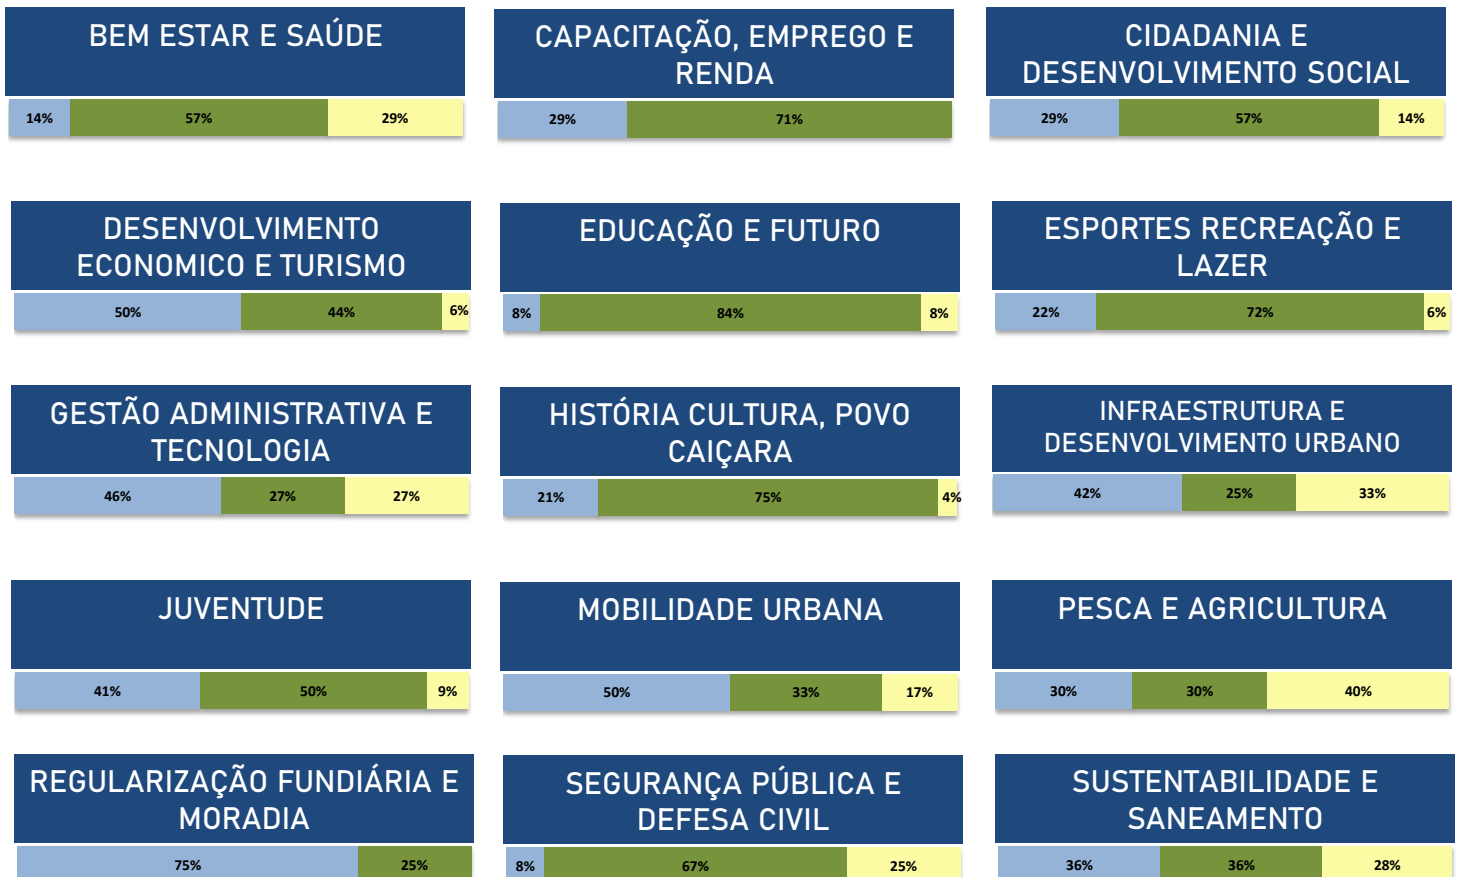 BEM ESTAR E SAÚDE
14% 57% 29%
CAPACITAÇÃO, EMPREGO E
RENDA
29% 71%
CIDADANIA E
DESENVOLVIMENTO SOCIAL
29% 57% 14%
DESENVOLVIMENTO
ECONOMICO E TURISMO
50% 44% 6%
EDUCAÇÃO E FUTURO
8% 84% 8%
ESPORTES RECREAÇÃO E
LAZER
22% 72% 6%
GESTÃO ADMINISTRATIVA E
TECNOLOGIA
46% 27% 27%
HISTÓRIA CULTURA, POVO
CAIÇARA
21% 75% 4%
INFRAESTRUTURA E
DESENVOLVIMENTO URBANO
42% 25% 33%
JUVENTUDE
41% 50% 9%
MOBILIDADE URBANA
50% 33% 17%
PESCA E AGRICULTURA
30% 30% 40%
REGULARIZAÇÃO FUNDIÁRIA E
MORADIA
75% 25%
SEGURANÇA PÚBLICA E
DEFESA CIVIL
8% 67% 25%
SUSTENTABILIDADE E
SANEAMENTO
36% 36% 28%